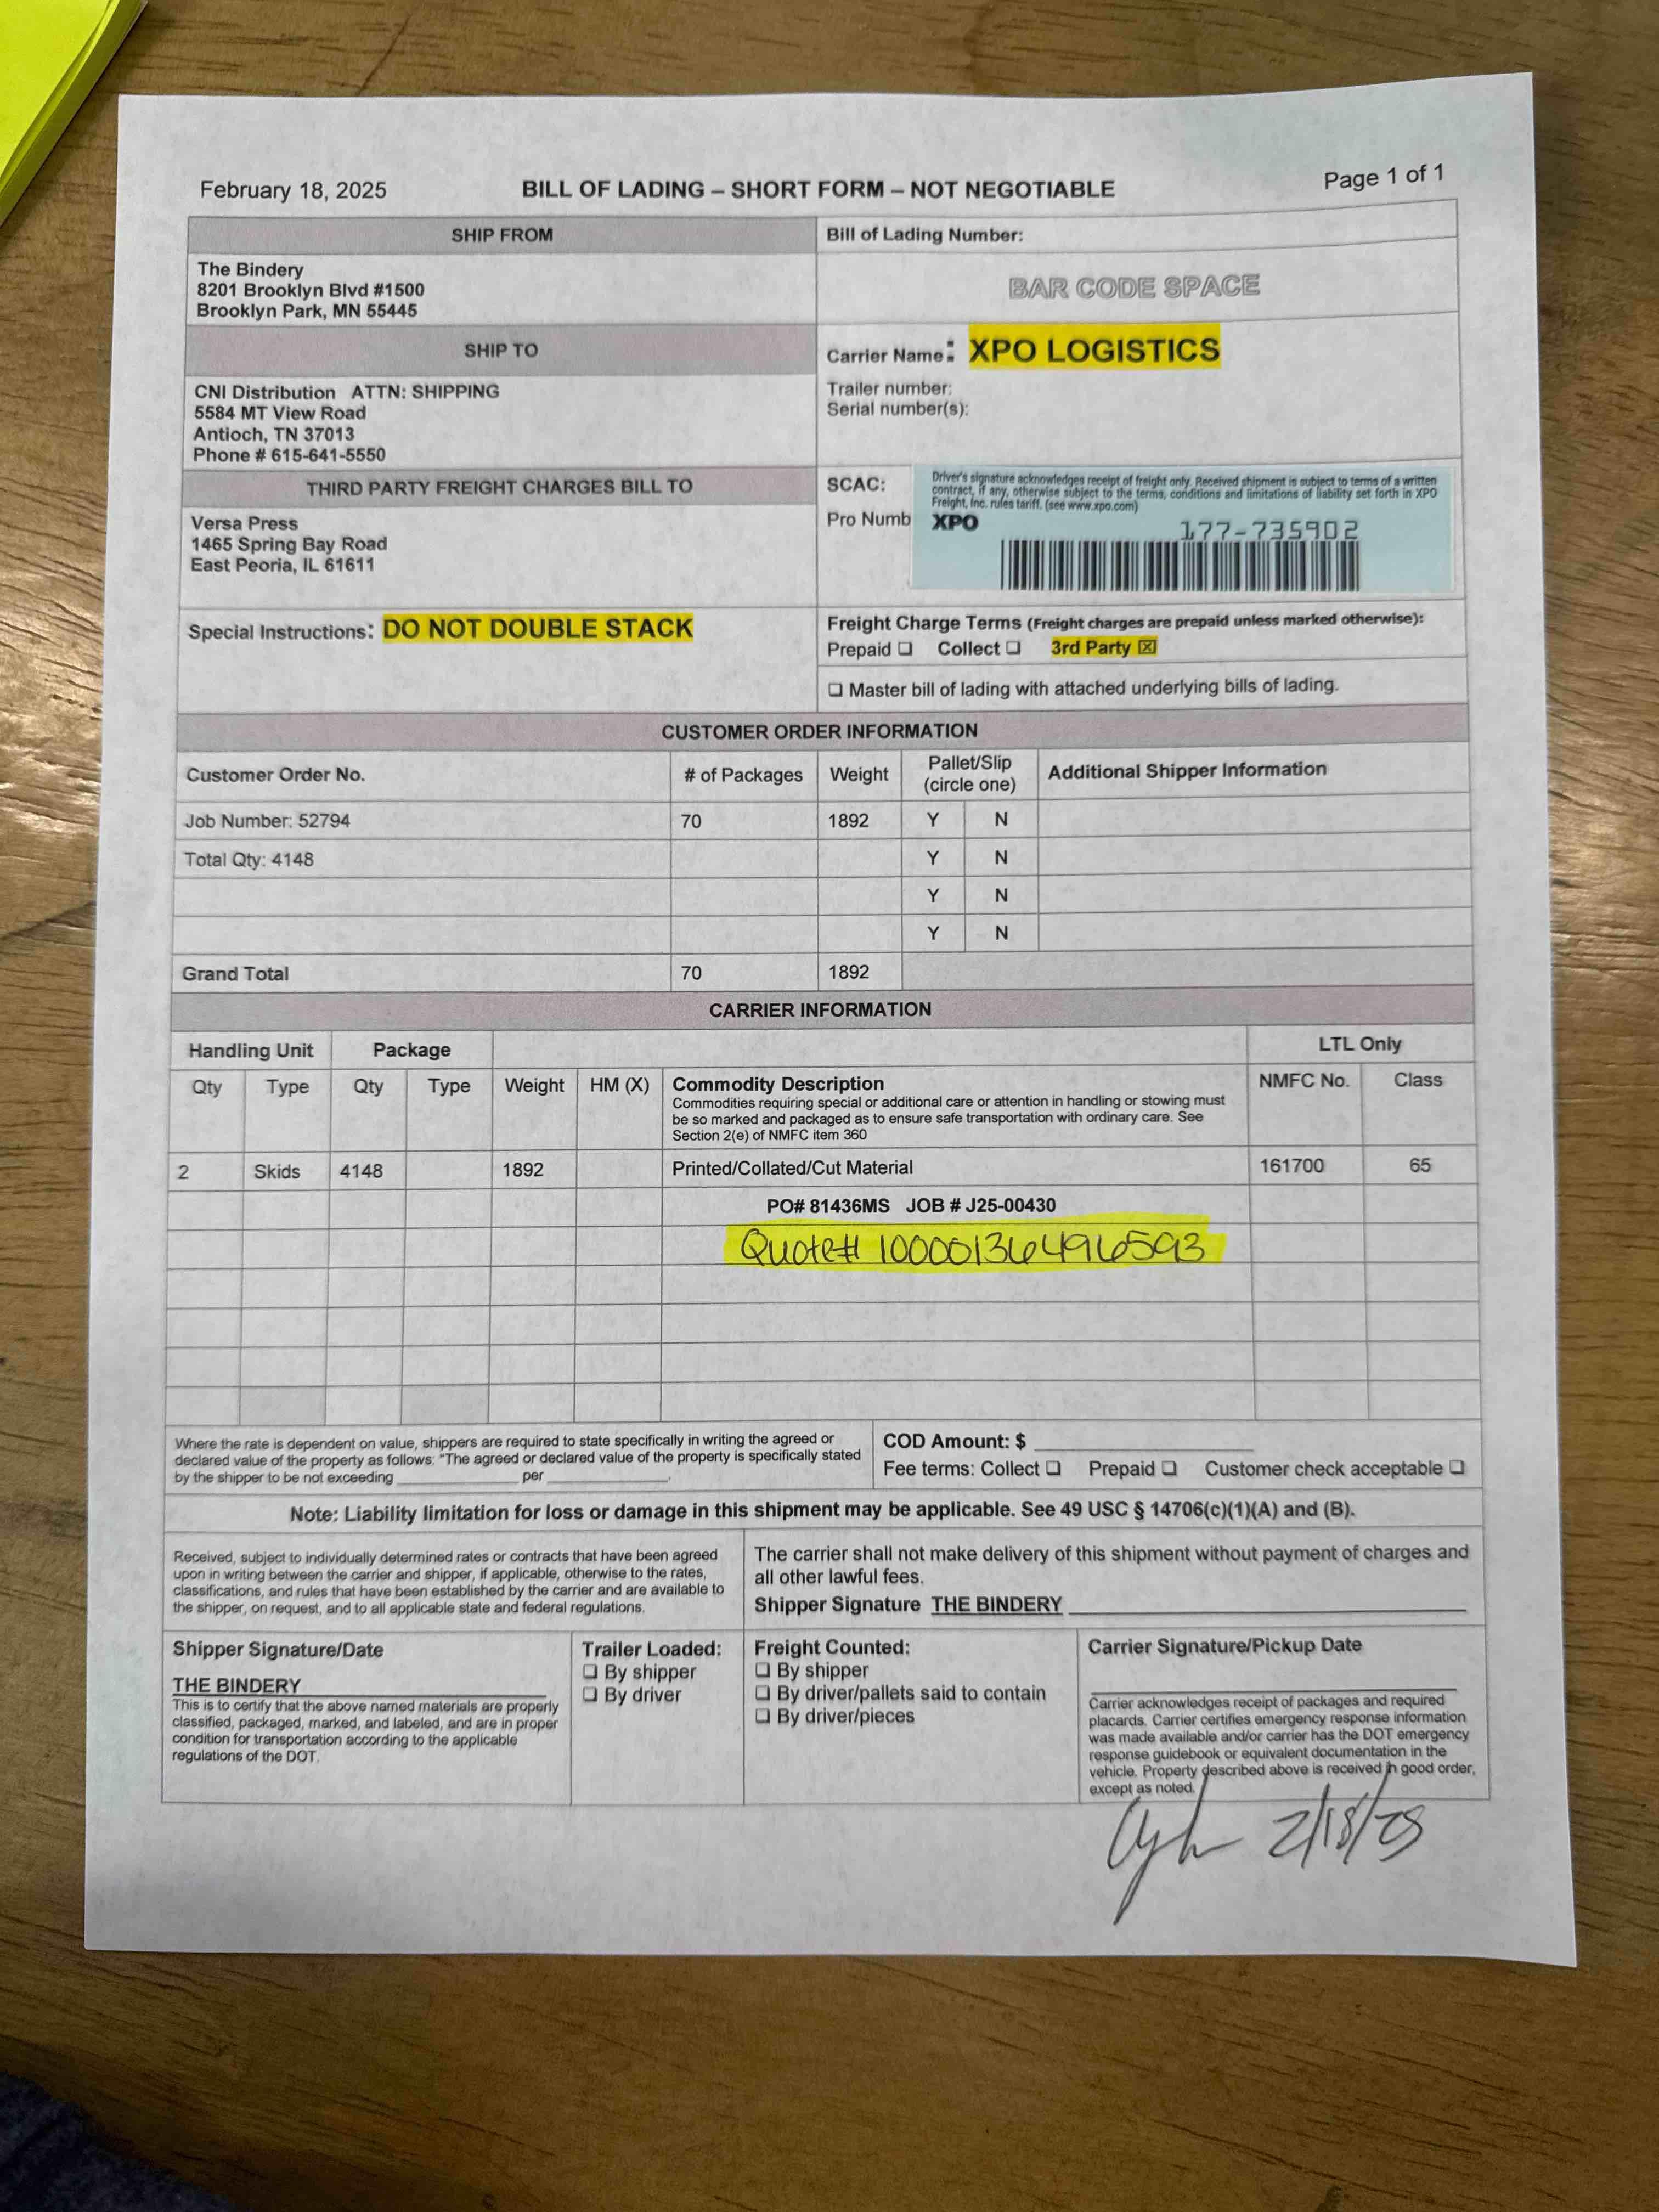 February 18, 2025
BILL OF LADING – SHORT FORM – NOT NEGOTIABLE
Page 1 of 1
SHIP FROM
The Bindery
8201 Brooklyn Blvd #1500
Brooklyn Park, MN 55445
Bill of Lading Number:
BAR CODE SPACE
SHIP TO
CNI Distribution ATTN: SHIPPING
5584 MT View Road
Antioch, TN 37013
Phone # 615-641-5550
Carrier Name: XPO LOGISTICS
Trailer number:
Serial number(s):
THIRD PARTY FREIGHT CHARGES BILL TO
Versa Press
1465 Spring Bay Road
East Peoria, IL 61611
SCAC:
Pro Numb
Driver's signature acknowledges receipt of freight only. Received shipment is subject to terms of a written
contract, if any, otherwise subject to the terms, conditions and limitations of liability set forth in XPO
Freight, Inc. rules tariff. (see www.xpo.com)
XPO
177-735902
Special Instructions: DO NOT DOUBLE STACK
Freight Charge Terms (Freight charges are prepaid unless marked otherwise):
Prepaid ❑ Collect ❑ 3rd Party ☒
❑ Master bill of lading with attached underlying bills of lading.
CUSTOMER ORDER INFORMATION
Customer Order No.
# of Packages
Weight
Pallet/Slip
(circle one)
Additional Shipper Information
Job Number: 52794 70 1892 Y N
Total Qty: 4148 Y N
Y N
Y N
Grand Total 70 1892
CARRIER INFORMATION
Handling Unit Package LTL Only
Qty Type Qty Type Weight HM (X) Commodity Description NMFC No. Class
Commodities requiring special or additional care or attention in handling or stowing must
be so marked and packaged as to ensure safe transportation with ordinary care. See
Section 2(e) of NMFC item 360
2 Skids 4148 1892 Printed/Collated/Cut Material 161700 65
PO# 81436MS JOB # J25-00430
Quote# 100001364496593
Where the rate is dependent on value, shippers are required to state specifically in writing the agreed or
declared value of the property as follows: "The agreed or declared value of the property is specifically stated
by the shipper to be not exceeding ____ per ____.
COD Amount: $ ____
Fee terms: Collect ❑ Prepaid ❑ Customer check acceptable ❑
Note: Liability limitation for loss or damage in this shipment may be applicable. See 49 USC § 14706(c)(1)(A) and (B).
Received, subject to individually determined rates or contracts that have been agreed
upon in writing between the carrier and shipper, if applicable, otherwise to the rates,
classifications, and rules that have been established by the carrier and are available to
the shipper, on request, and to all applicable state and federal regulations.
The carrier shall not make delivery of this shipment without payment of charges and
all other lawful fees.
Shipper Signature THE BINDERY
Shipper Signature/Date
THE BINDERY
This is to certify that the above named materials are properly
classified, packaged, marked, and labeled, and are in proper
condition for transportation according to the applicable
regulations of the DOT.
Trailer Loaded:
❑ By shipper
❑ By driver
Freight Counted:
❑ By shipper
❑ By driver/pallets said to contain
❑ By driver/pieces
Carrier Signature/Pickup Date
Carrier acknowledges receipt of packages and required
placards. Carrier certifies emergency response information
was made available and/or carrier has the DOT emergency
response guidebook or equivalent documentation in the
vehicle. Property described above is received in good order,
except as noted.
2/18/25